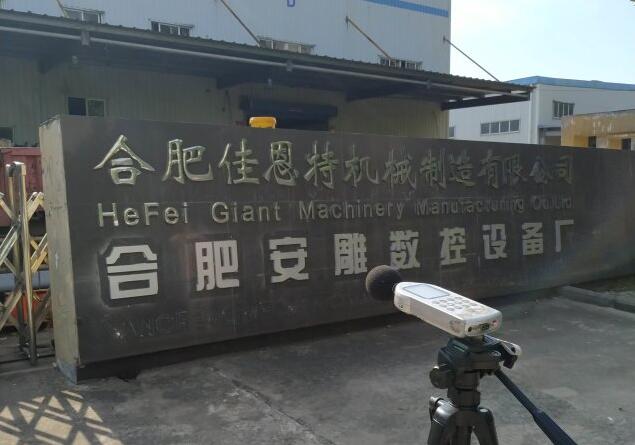 合肥佳恩特机械制造有限公司
HeFei Giant Machinery Manufacturing Co.,Ltd
合肥安雕数控设备厂